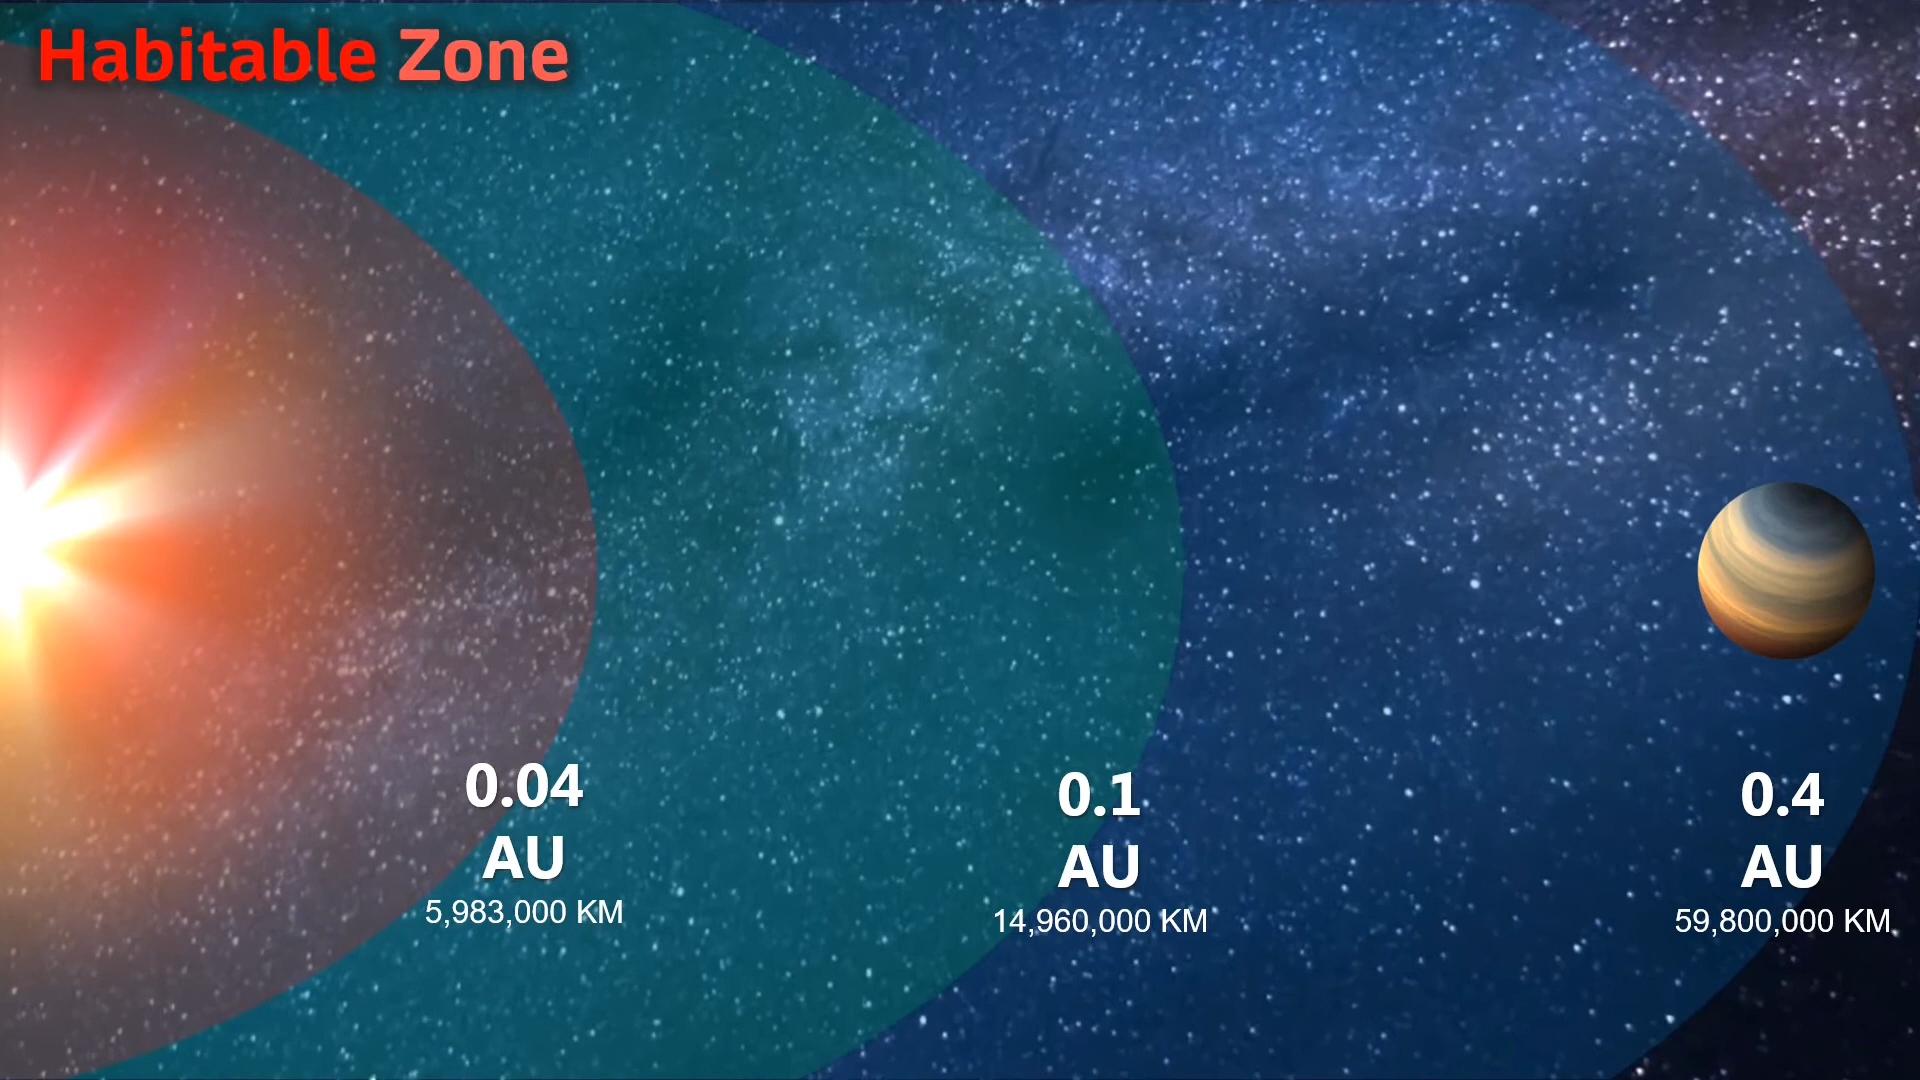 Habitable Zone
0.04
AU
5,983,000 KM
0.1
AU
14,960,000 KM
0.4
AU
59,800,000 KM